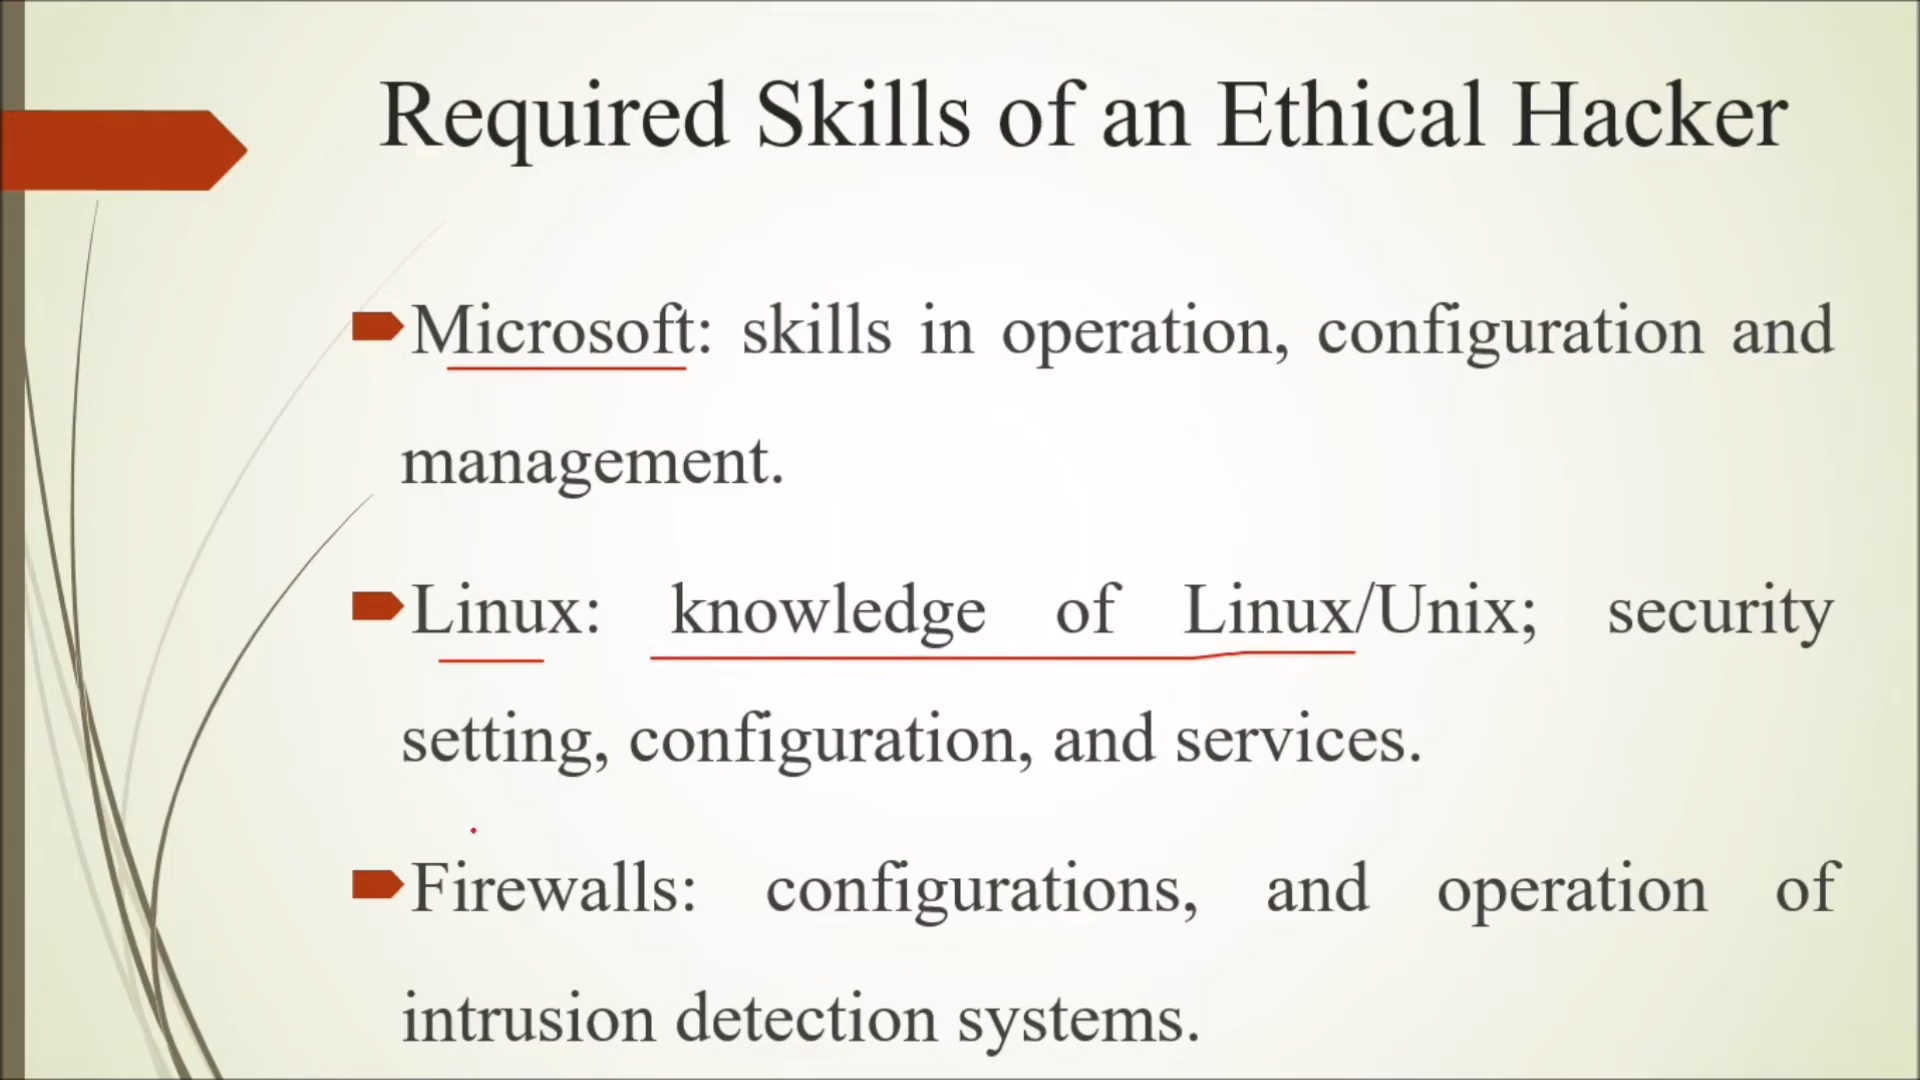 Required Skills of an Ethical Hacker
Microsoft: skills in operation, configuration and
management.
Linux: knowledge of Linux/Unix; security
setting, configuration, and services.
Firewalls: configurations, and operation of
intrusion detection systems.